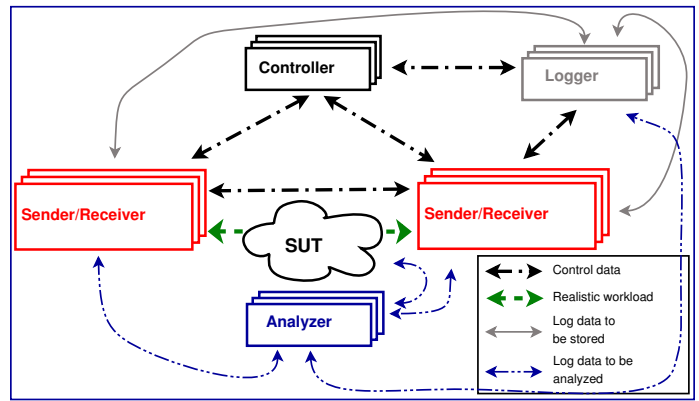 Controller
Logger
Sender/Receiver
Sender/Receiver
SUT
Analyzer
Control data
Realistic workload
Log data to
be stored
Log data to be
analyzed